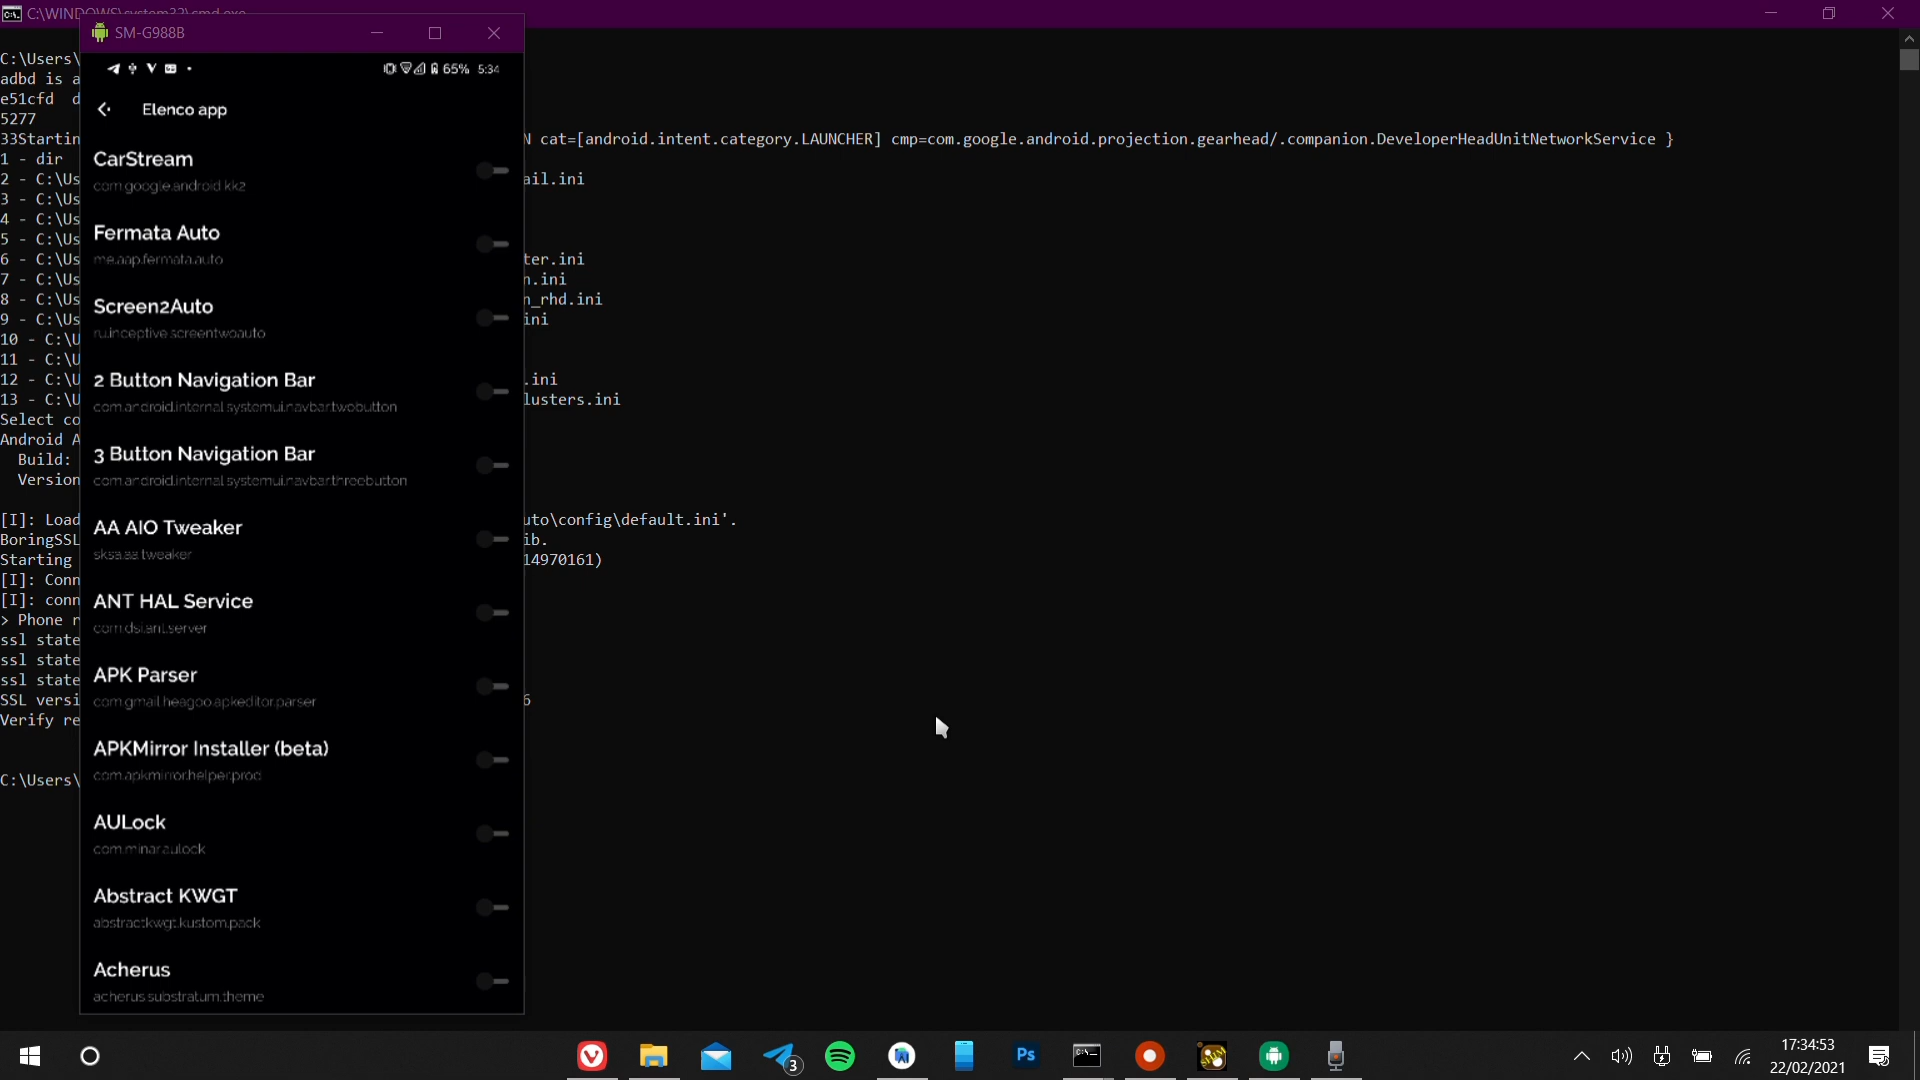 C:\WINDOWS\system32\cmd.exe
SM-G988B
65% 5:34
Elenco app
CarStream
com.google.android.kk2
Fermata Auto
me.aap.fermata.auto
Screen2Auto
ru.inceptive.screentwoauto
2 Button Navigation Bar
com.android.internal.systemui.navbar.twobutton
3 Button Navigation Bar
com.android.internal.systemui.navbar.threebutton
AA AIO Tweaker
sksa.aa.tweaker
ANT HAL Service
com.dsi.ant.server
APK Parser
com.gmail.heagoo.apkeditor.parser
APKMirror Installer (beta)
com.apkmirror.helper.prod
AULock
com.minar.aulock
Abstract KWGT
abstractkwgt.kustom.pack
Acherus
acherus.substratum.theme
C:\Users\
adbd is a
e51cfd d
5277
33Startin N cat=[android.intent.category.LAUNCHER] cmp=com.google.android.projection.gearhead/.companion.DeveloperHeadUnitNetworkService }
1 - dir
2 - C:\Us ail.ini
3 - C:\Us
4 - C:\Us
5 - C:\Us
6 - C:\Us ter.ini
7 - C:\Us n.ini
8 - C:\Us n_rhd.ini
9 - C:\Us ini
10 - C:\U
11 - C:\U
12 - C:\U .ini
13 - C:\U lusters.ini
Select co
Android A
Build:
Version
[I]: Load uto\config\default.ini'.
BoringSSL ib.
Starting 14970161)
[I]: Conn
[I]: conn
> Phone r
ssl state
ssl state
ssl state
SSL versi 6
Verify re
C:\Users\
3
Ps
17:34:53
22/02/2021